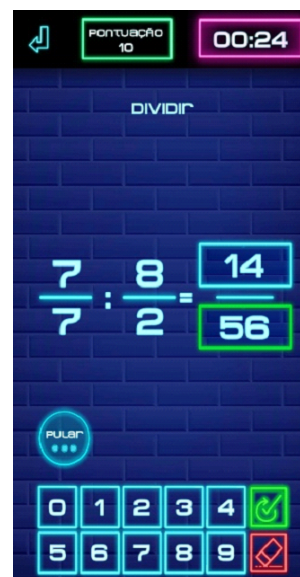 PONTUAÇÃO
10
00:24
DIVIDIR
7 8 14
: =
7 2 56
PULAR
0 1 2 3 4
5 6 7 8 9